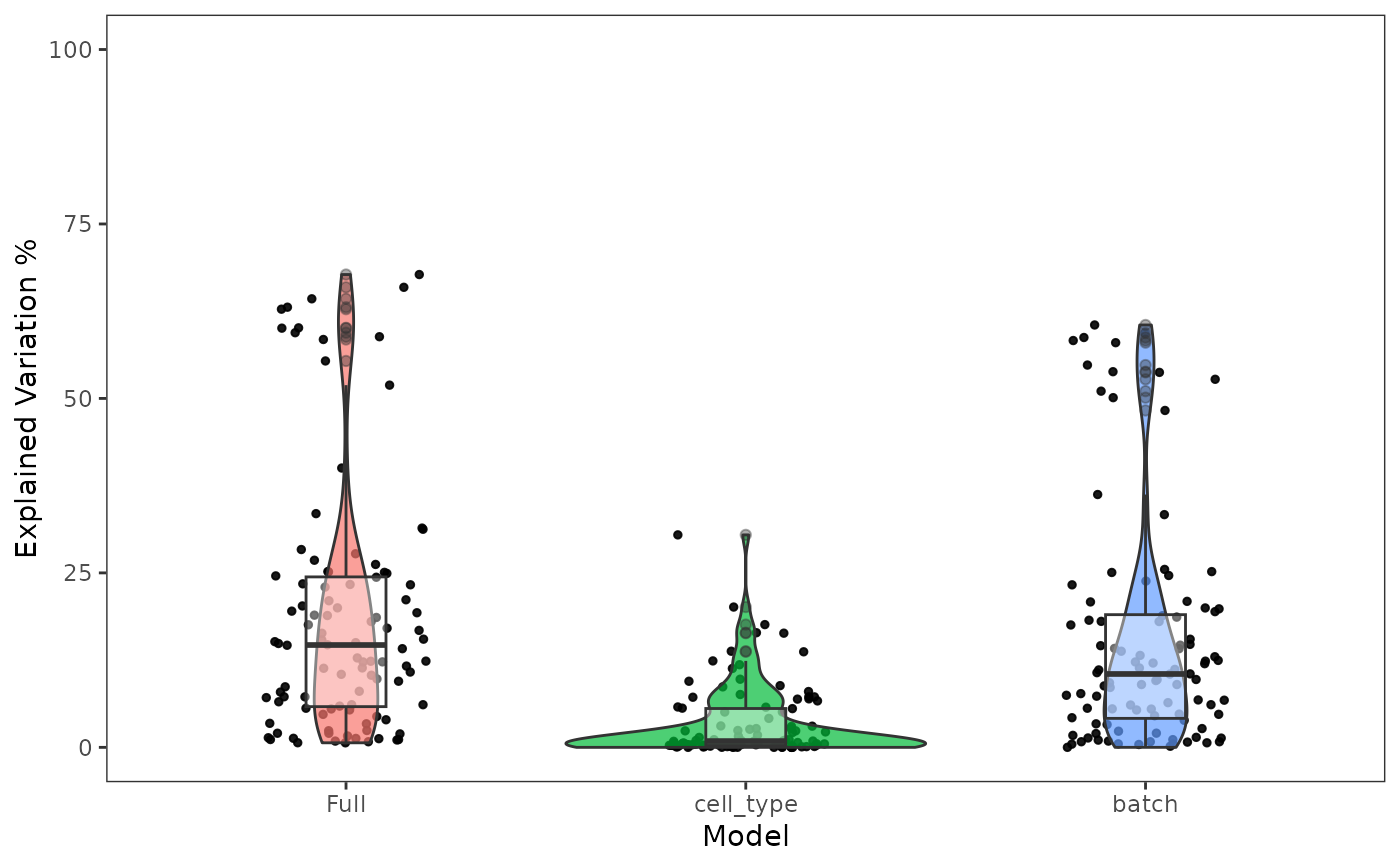 Explained Variation %
100
75
50
25
0
Full
cell_type
batch
Model